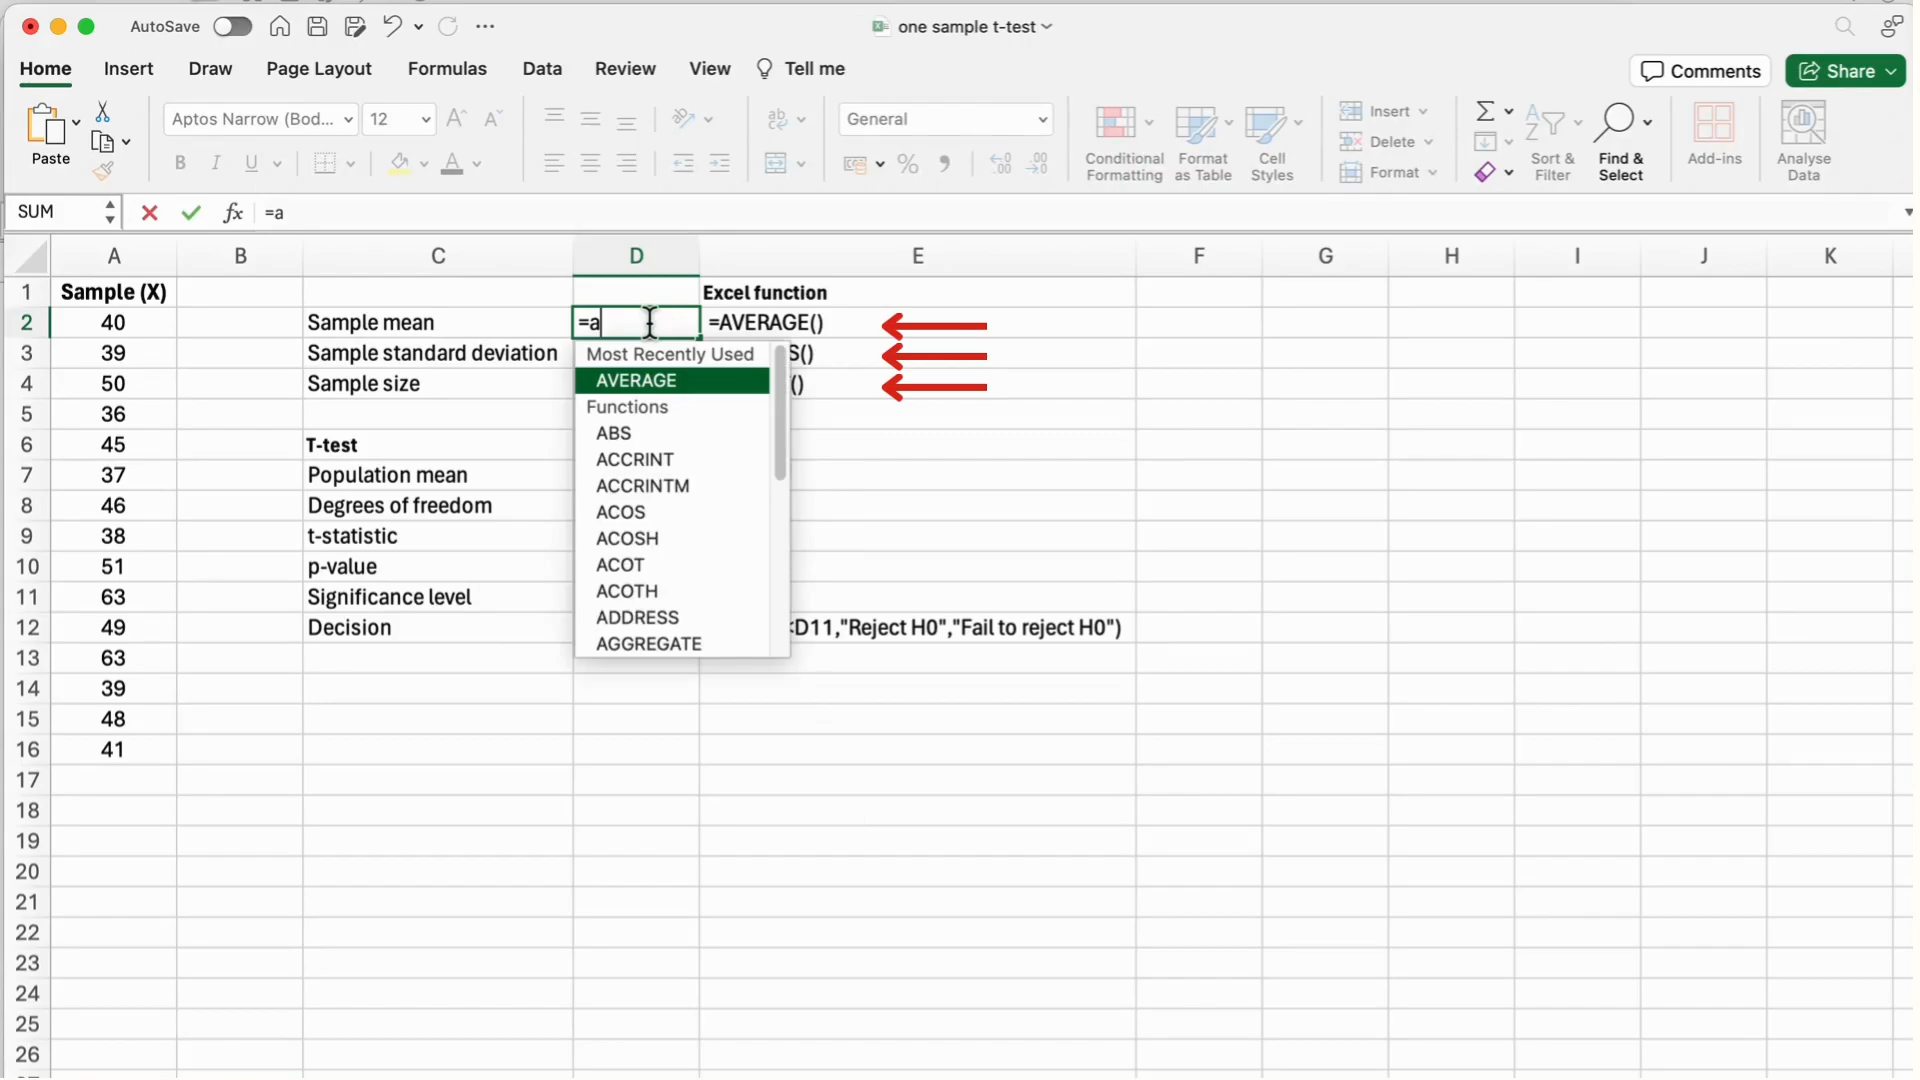 AutoSave
one sample t-test
Home Insert Draw Page Layout Formulas Data Review View Tell me
Comments Share
Paste
Aptos Narrow (Bod... 12
General
Conditional Formatting
Format as Table
Cell Styles
Insert
Delete
Format
Sort & Filter
Find & Select
Add-ins
Analyse Data
SUM fx =a
A B C D E F G H I J K
1 Sample (X) Excel function
2 40 Sample mean =a =AVERAGE()
3 39 Sample standard deviation S()
4 50 Sample size ()
5 36
6 45 T-test
7 37 Population mean
8 46 Degrees of freedom
9 38 t-statistic
10 51 p-value
11 63 Significance level
12 49 Decision <D11,"Reject H0","Fail to reject H0")
13 63
14 39
15 48
16 41
17
18
19
20
21
22
23
24
25
26
Most Recently Used
AVERAGE
Functions
ABS
ACCRINT
ACCRINTM
ACOS
ACOSH
ACOT
ACOTH
ADDRESS
AGGREGATE